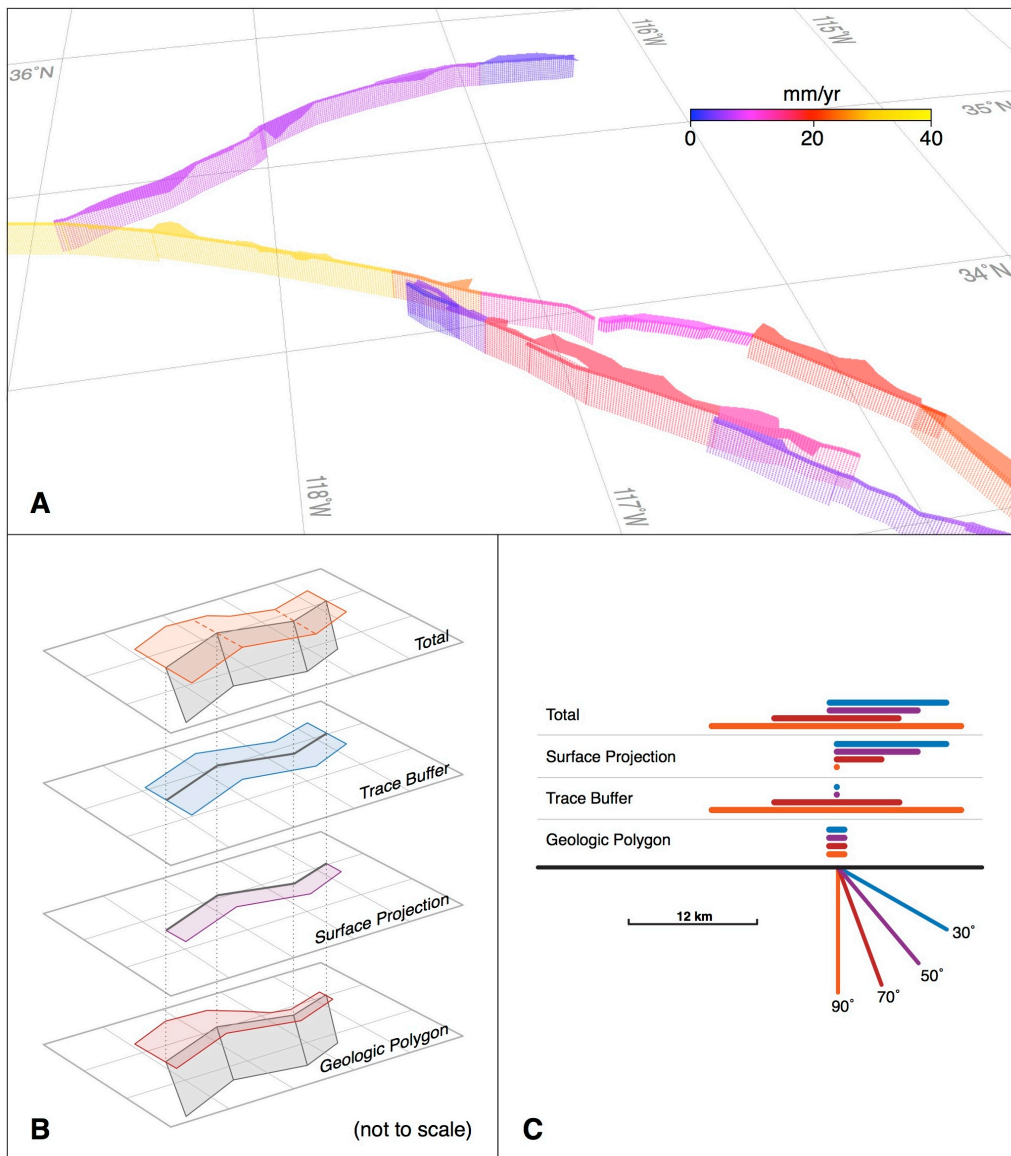 116˚W
115˚W
36˚N
mm/yr
35˚N
0
20
40
34˚N
118˚W
117˚W
A
Total
Trace Buffer
Surface Projection
Geologic Polygon
B
(not to scale)
Total
Surface Projection
Trace Buffer
Geologic Polygon
12 km
30˚
50˚
70˚
90˚
C